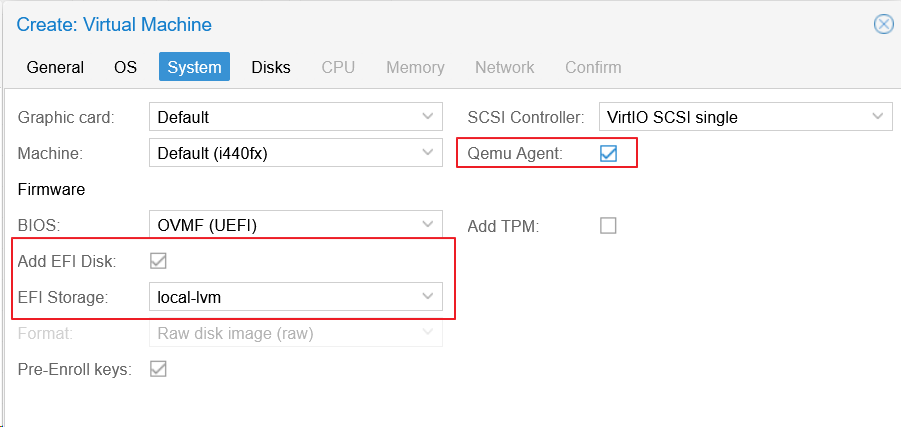 Create: Virtual Machine
General OS System Disks CPU Memory Network Confirm
Graphic card: Default SCSI Controller: VirtIO SCSI single
Machine: Default (i440fx) Qemu Agent:
Firmware
BIOS: OVMF (UEFI) Add TPM:
Add EFI Disk:
EFI Storage: local-lvm
Format: Raw disk image (raw)
Pre-Enroll keys: